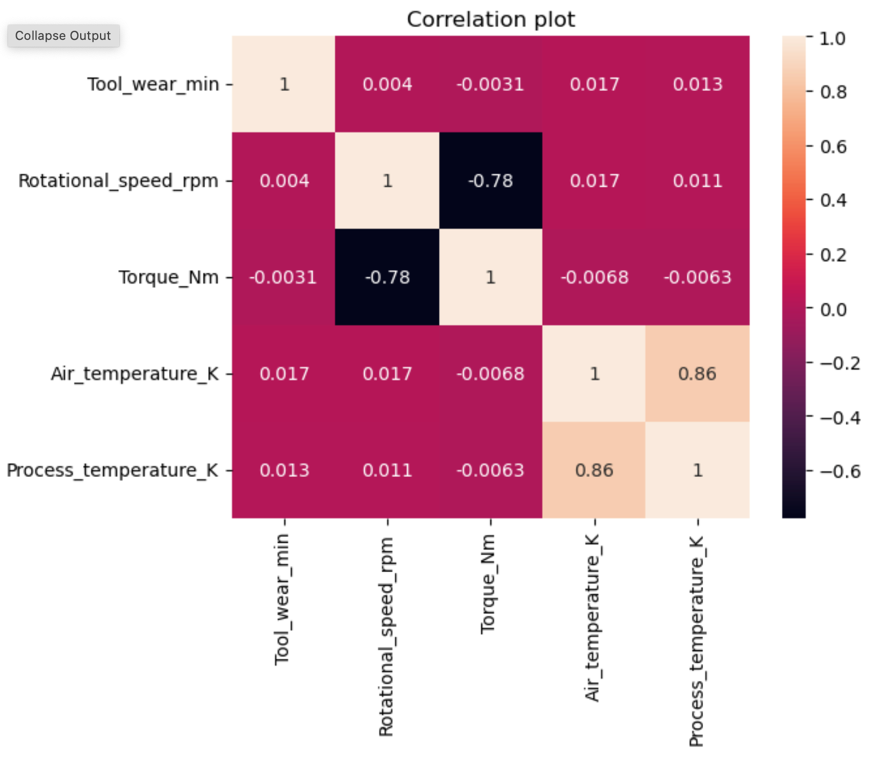 Correlation plot
Collapse Output
Tool_wear_min 1 0.004 -0.0031 0.017 0.013
Rotational_speed_rpm 0.004 1 -0.78 0.017 0.011
Torque_Nm -0.0031 -0.78 1 -0.0068 -0.0063
Air_temperature_K 0.017 0.017 -0.0068 1 0.86
Process_temperature_K 0.013 0.011 -0.0063 0.86 1
Tool_wear_min
Rotational_speed_rpm
Torque_Nm
Air_temperature_K
Process_temperature_K
1.0
0.8
0.6
0.4
0.2
0.0
−0.2
−0.4
−0.6